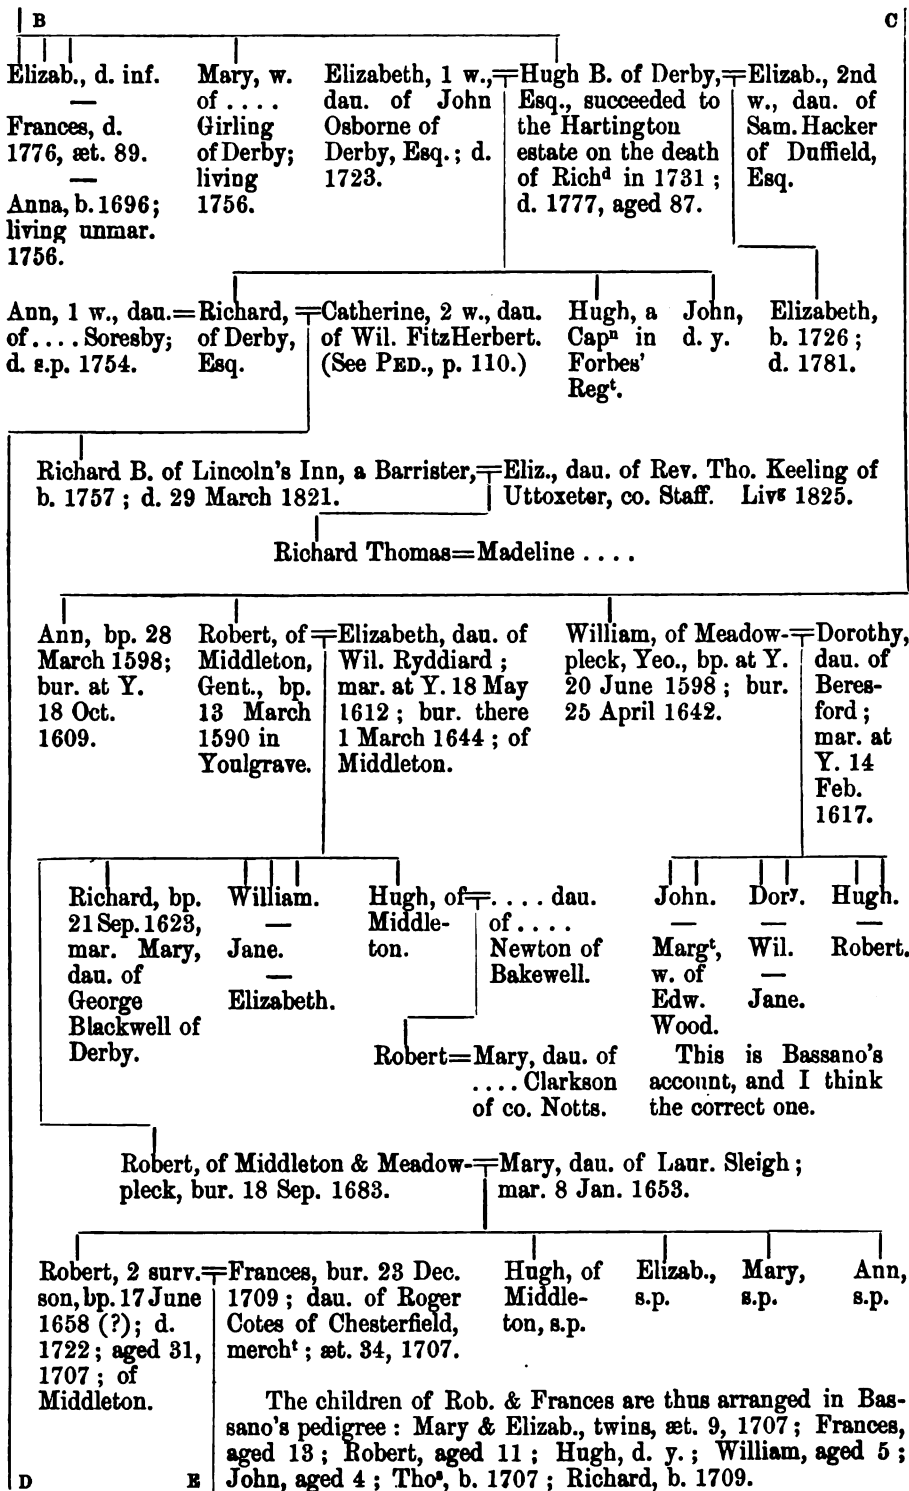 B
C
Elizab., d. inf.
—
Frances, d.
1776, æt. 89.
—
Anna, b. 1696;
living unmar.
1756.
Mary, w.
of ....
Girling
of Derby;
living
1756.
Elizabeth, 1 w.,
dau. of John
Osborne of
Derby, Esq.; d.
1723.
Hugh B. of Derby,
Esq., succeeded to
the Hartington
estate on the death
of Richᵈ in 1731;
d. 1777, aged 87.
Elizab., 2nd
w., dau. of
Sam. Hacker
of Duffield,
Esq.
Ann, 1 w., dau.=
of .... Soresby;
d. s.p. 1754.
Richard,
of Derby,
Esq.
Catherine, 2 w., dau.
of Wil. FitzHerbert.
(See PED., p. 110.)
Hugh, a
Capⁿ in
Forbes'
Regᵗ.
John,
d. y.
Elizabeth,
b. 1726;
d. 1781.
Richard B. of Lincoln's Inn, a Barrister,
b. 1757; d. 29 March 1821.
Eliz., dau. of Rev. Tho. Keeling of
Uttoxeter, co. Staff. Livᵍ 1825.
Richard Thomas=Madeline ....
Ann, bp. 28
March 1598;
bur. at Y.
18 Oct.
1609.
Robert, of
Middleton,
Gent., bp.
13 March
1590 in
Youlgrave.
Elizabeth, dau. of
Wil. Ryddiard;
mar. at Y. 18 May
1612; bur. there
1 March 1644; of
Middleton.
William, of Meadow-
pleck, Yeo., bp. at Y.
20 June 1598; bur.
25 April 1642.
Dorothy,
dau. of
Beres-
ford;
mar. at
Y. 14
Feb.
1617.
Richard, bp.
21 Sep. 1623,
mar. Mary,
dau. of
George
Blackwell of
Derby.
William.
—
Jane.
—
Elizabeth.
Hugh, of
Middle-
ton.
.... dau.
of ....
Newton of
Bakewell.
John.
—
Margᵗ,
w. of
Edw.
Wood.
Dorʸ.
—
Wil.
—
Jane.
Hugh.
—
Robert.
Robert=Mary, dau. of
.... Clarkson
of co. Notts.
This is Bassano's
account, and I think
the correct one.
Robert, of Middleton & Meadow-
pleck, bur. 18 Sep. 1683.
Mary, dau. of Laur. Sleigh;
mar. 8 Jan. 1653.
Robert, 2 surv.
son, bp. 17 June
1658 (?); d.
1722; aged 31,
1707; of
Middleton.
Frances, bur. 23 Dec.
1709; dau. of Roger
Cotes of Chesterfield,
merchᵗ; æt. 34, 1707.
Hugh, of
Middle-
ton, s.p.
Elizab.,
s.p.
Mary,
s.p.
Ann,
s.p.
The children of Rob. & Frances are thus arranged in Bas-
sano's pedigree: Mary & Elizab., twins, æt. 9, 1707; Frances,
aged 13; Robert, aged 11; Hugh, d. y.; William, aged 5;
John, aged 4; Thoˢ, b. 1707; Richard, b. 1709.
D
E